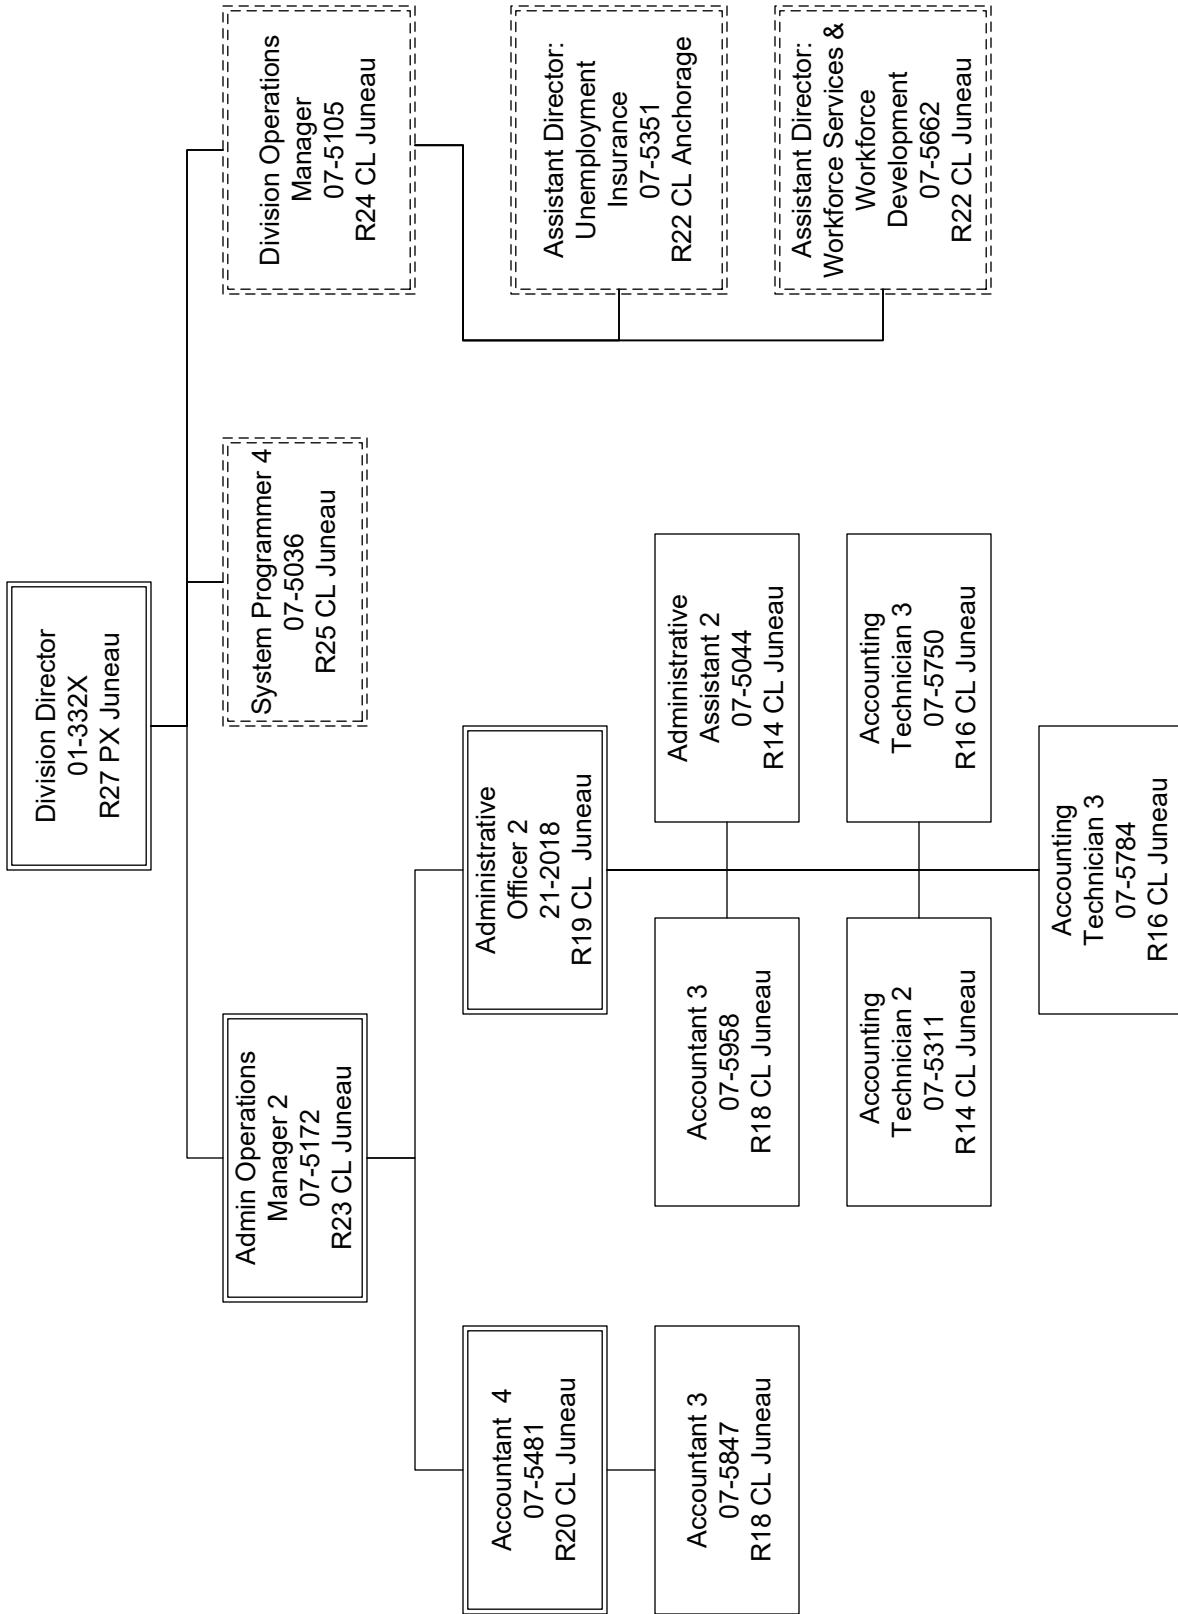 Division Director
01-332X
R27 PX Juneau
Admin Operations
Manager 2
07-5172
R23 CL Juneau
System Programmer 4
07-5036
R25 CL Juneau
Division Operations
Manager
07-5105
R24 CL Juneau
Accountant  4
07-5481
R20 CL Juneau
Administrative
Officer 2
21-2018
R19 CL  Juneau
Assistant Director:
Unemployment
Insurance
07-5351
R22 CL Anchorage
Accountant 3
07-5847
R18 CL Juneau
Accountant 3
07-5958
R18 CL Juneau
Administrative
Assistant 2
07-5044
R14 CL Juneau
Assistant Director:
Workforce Services &
Workforce
Development
07-5662
R22 CL Juneau
Accounting
Technician 2
07-5311
R14 CL Juneau
Accounting
Technician 3
07-5750
R16 CL Juneau
Accounting
Technician 3
07-5784
R16 CL Juneau